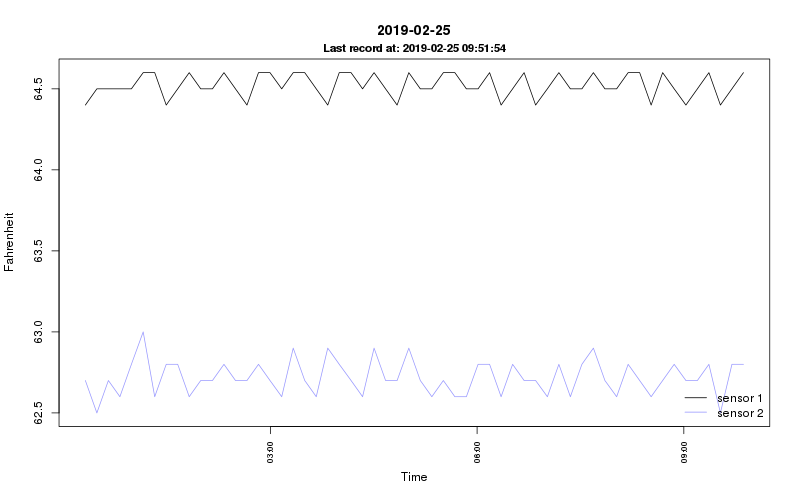 2019-02-25
Last record at: 2019-02-25 09:51:54
Fahrenheit
64.5
64.0
63.5
63.0
62.5
sensor 1
sensor 2
03:00
06:00
09:00
Time